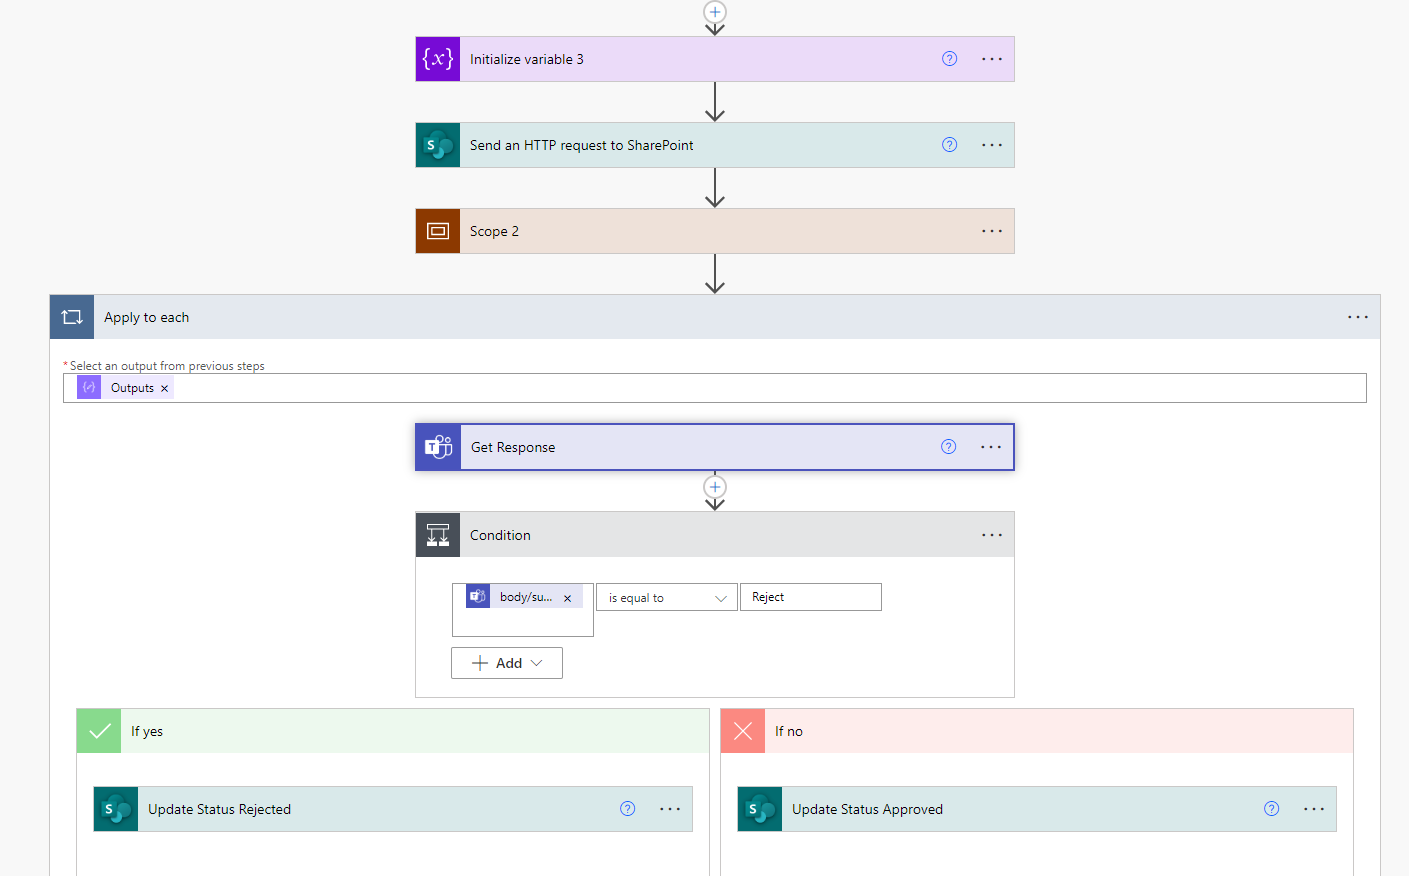 {x} Initialize variable 3
S Send an HTTP request to SharePoint
Scope 2
Apply to each
* Select an output from previous steps
Outputs ×
T Get Response
Condition
body/su... × is equal to Reject
+ Add
If yes
If no
S Update Status Rejected
S Update Status Approved